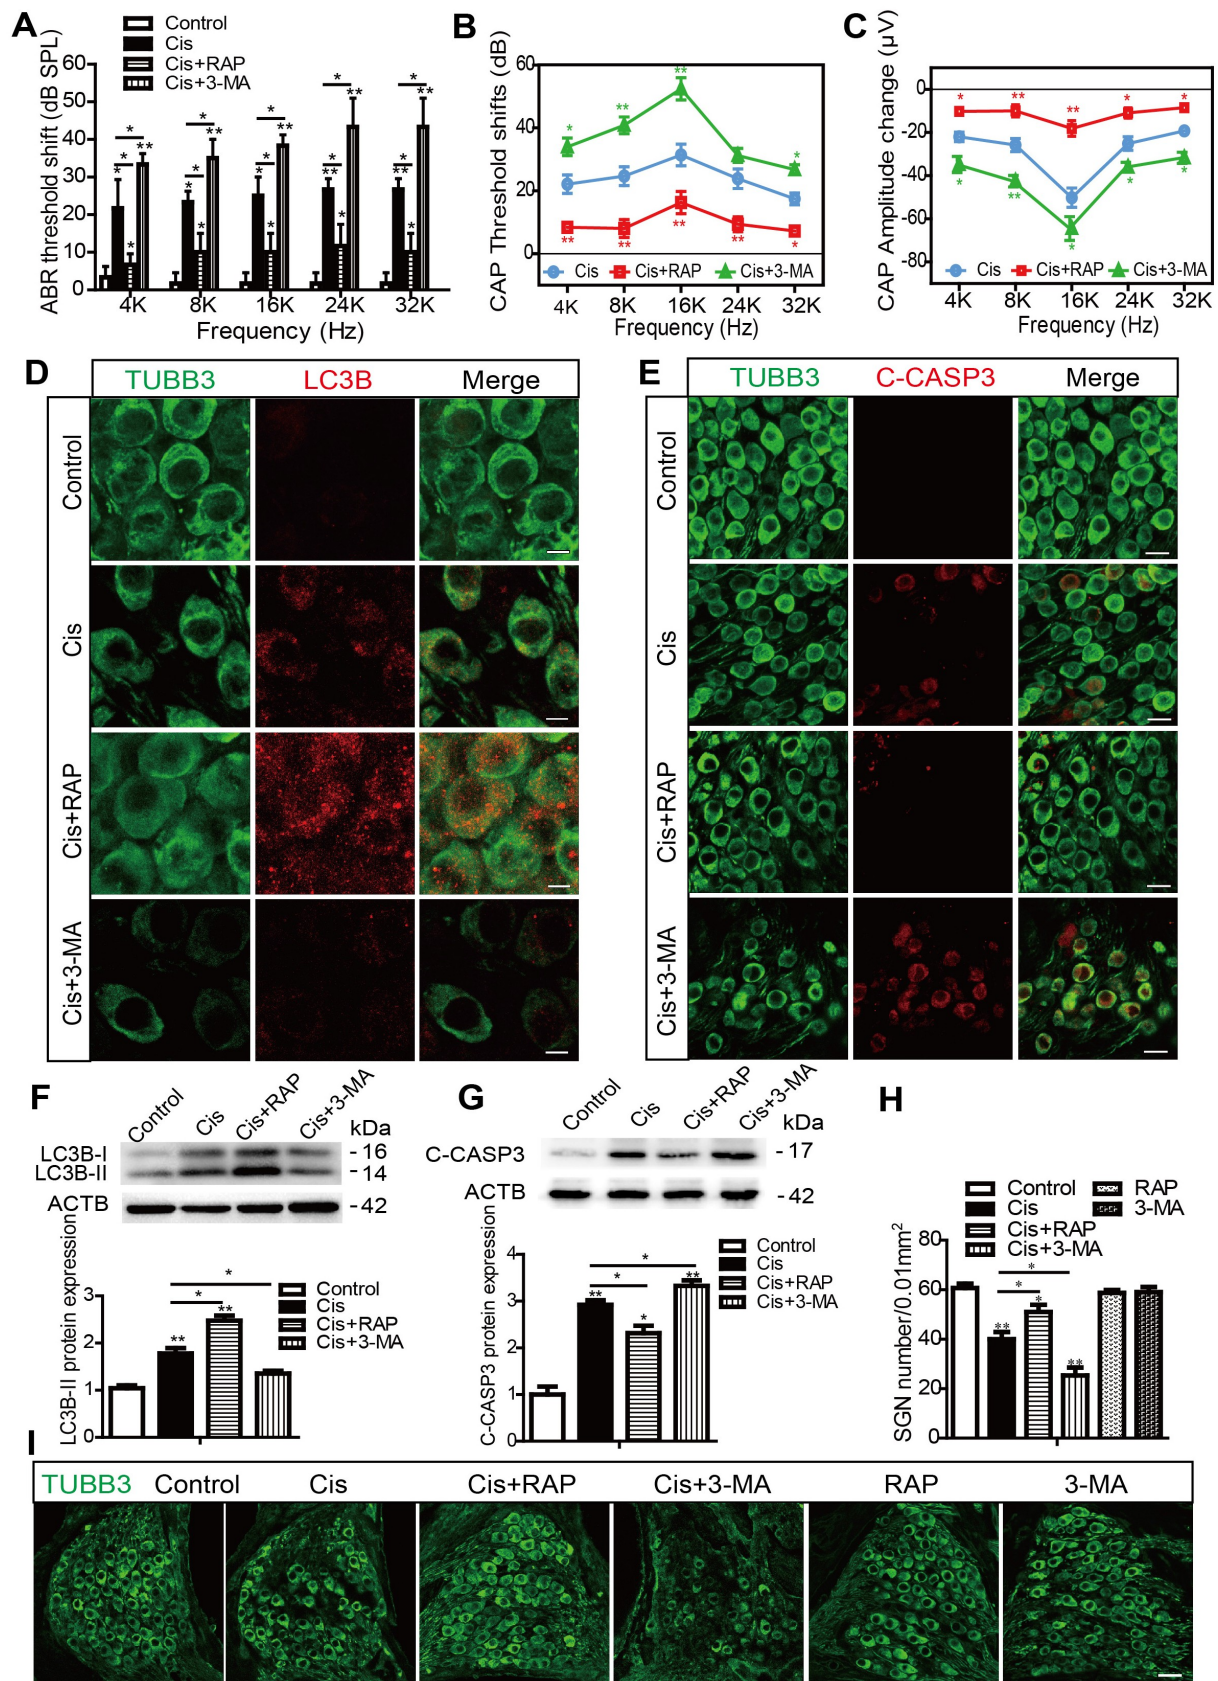 A
Control
Cis
Cis+RAP
Cis+3-MA
ABR threshold shift (dB SPL)
60
50
40
30
20
10
0
* * * * *
* ** * ** * ** ** * ** ** * **
* * * * *
4K 8K 16K 24K 32K
Frequency (Hz)
B
CAP Threshold shifts (dB)
60
40
20
0
* ** ** *
** ** ** ** *
Cis Cis+RAP Cis+3-MA
4K 8K 16K 24K 32K
Frequency (Hz)
C
CAP Amplitude change (µV)
0
-20
-40
-60
-80
* ** ** * *
* ** * * *
Cis Cis+RAP Cis+3-MA
4K 8K 16K 24K 32K
Frequency (Hz)
D
TUBB3 LC3B Merge
Control
Cis
Cis+RAP
Cis+3-MA
E
TUBB3 C-CASP3 Merge
Control
Cis
Cis+RAP
Cis+3-MA
F
Control Cis Cis+RAP Cis+3-MA kDa
LC3B-I - 16
LC3B-II - 14
ACTB - 42
LC3B-II protein expression
3
2
1
0
*
*
** **
Control
Cis
Cis+RAP
Cis+3-MA
G
Control Cis Cis+RAP Cis+3-MA kDa
C-CASP3 - 17
ACTB - 42
C-CASP3 protein expression
4
3
2
1
0
*
*
** * **
Control
Cis
Cis+RAP
Cis+3-MA
H
Control RAP
Cis 3-MA
Cis+RAP
Cis+3-MA
SGN number/0.01mm²
80
60
40
20
0
*
*
** * **
I
TUBB3 Control Cis Cis+RAP Cis+3-MA RAP 3-MA